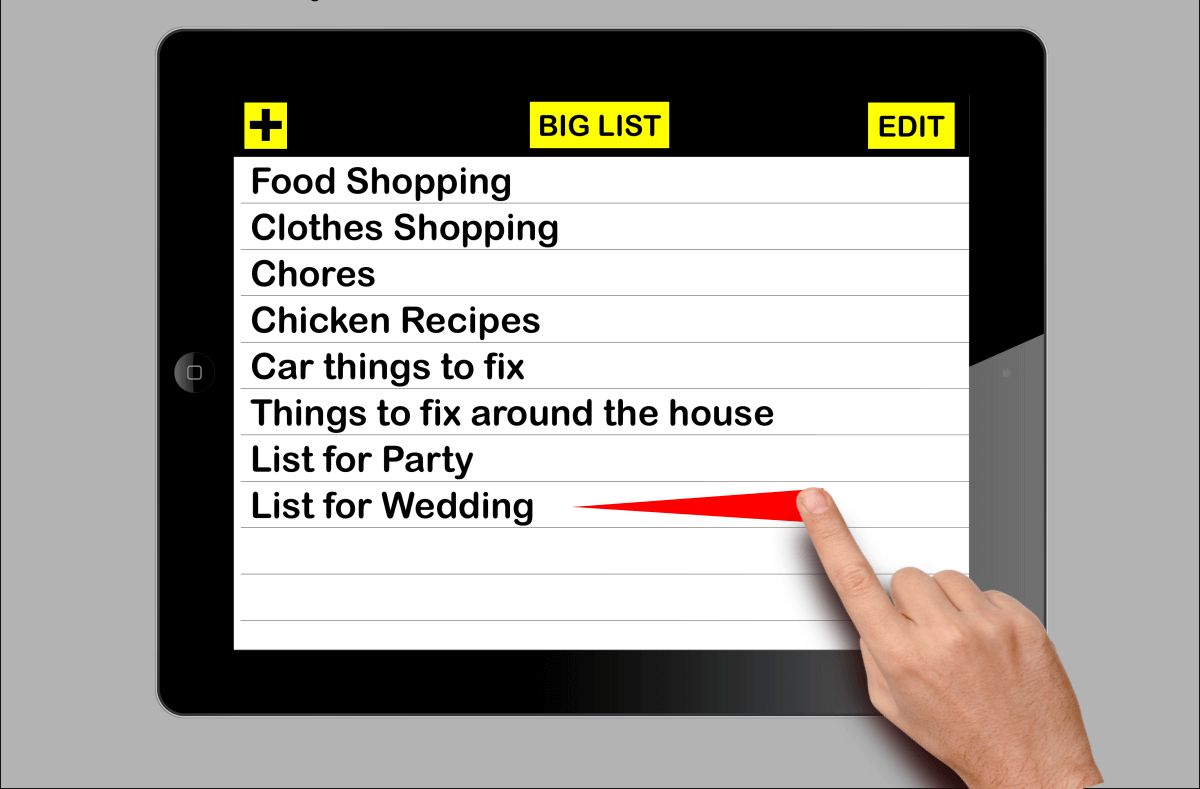 + BIG LIST EDIT
Food Shopping
Clothes Shopping
Chores
Chicken Recipes
Car things to fix
Things to fix around the house
List for Party
List for Wedding